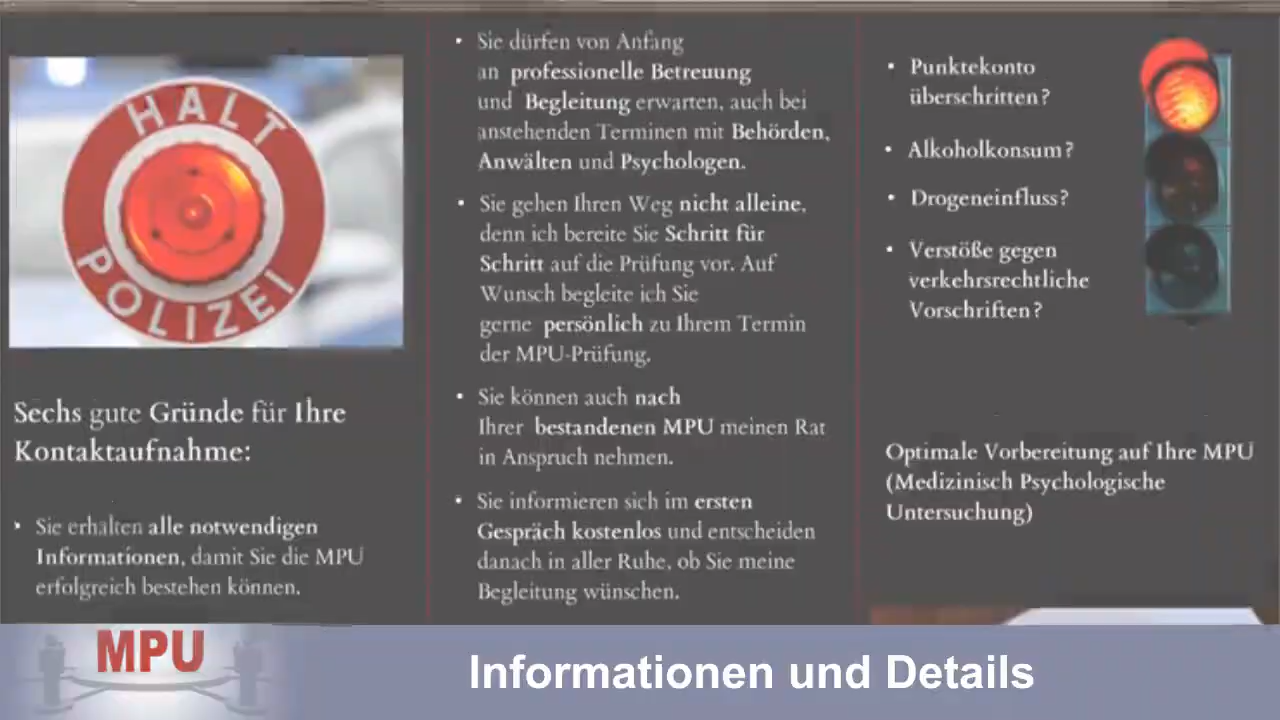 HALT
POLIZEI
Sechs gute Gründe für Ihre
Kontaktaufnahme:
• Sie erhalten alle notwendigen
Informationen, damit Sie die MPU
erfolgreich bestehen können.
• Sie dürfen von Anfang
an professionelle Betreuung
und Begleitung erwarten, auch bei
anstehenden Terminen mit Behörden,
Anwälten und Psychologen.
• Sie gehen Ihren Weg nicht alleine,
denn ich bereite Sie Schritt für
Schritt auf die Prüfung vor. Auf
Wunsch begleite ich Sie
gerne persönlich zu Ihrem Termin
der MPU-Prüfung.
• Sie können auch nach
Ihrer bestandenen MPU meinen Rat
in Anspruch nehmen.
• Sie informieren sich im ersten
Gespräch kostenlos und entscheiden
danach in aller Ruhe, ob Sie meine
Begleitung wünschen.
• Punktekonto
überschritten?
• Alkoholkonsum?
• Drogeneinfluss?
• Verstöße gegen
verkehrsrechtliche
Vorschriften?
Optimale Vorbereitung auf Ihre MPU
(Medizinisch Psychologische
Untersuchung)
MPU
Informationen und Details